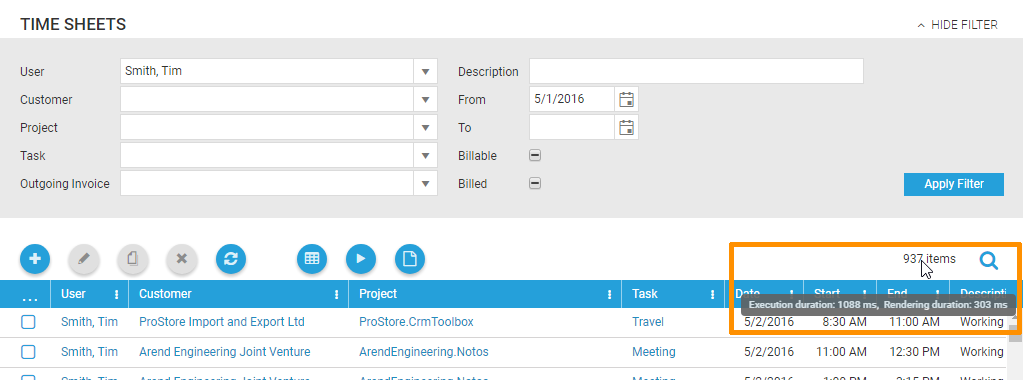 TIME SHEETS
HIDE FILTER
User Smith, Tim Description
Customer From 5/1/2016
Project To
Task Billable
Outgoing Invoice Billed
Apply Filter
937 items
... User Customer Project Task Date Start End Descripti
Execution duration: 1088 ms, Rendering duration: 303 ms
Smith, Tim ProStore Import and Export Ltd ProStore.CrmToolbox Travel 5/2/2016 8:30 AM 11:00 AM Working
Smith, Tim Arend Engineering Joint Venture ArendEngineering.Notos Meeting 5/2/2016 11:00 AM 12:30 PM Working